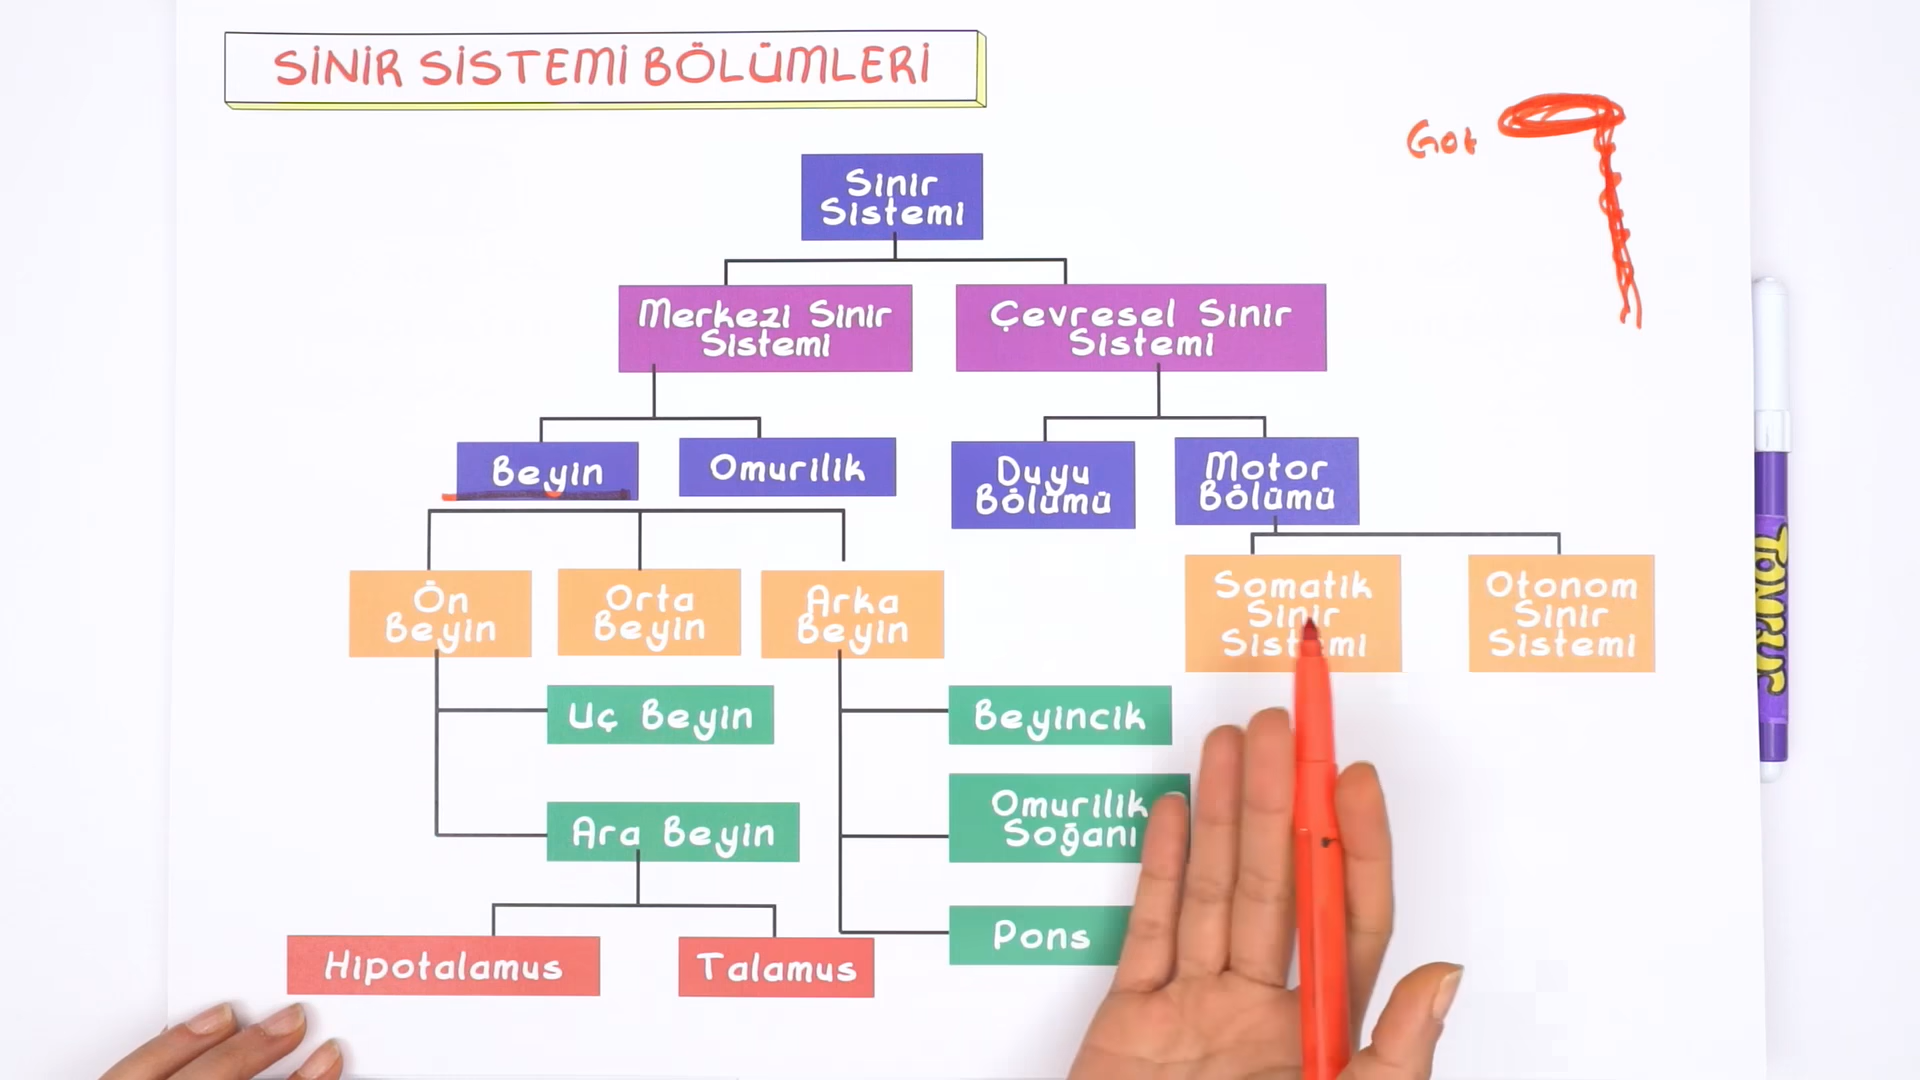 SİNİR SİSTEMİ BÖLÜMLERİ
Got
Sinir
Sistemi
Merkezi Sinir
Sistemi
Çevresel Sinir
Sistemi
Beyin
Omurilik
Duyu
Bölümü
Motor
Bölümü
Ön
Beyin
Orta
Beyin
Arka
Beyin
Somatik
Sinir
Sistemi
Otonom
Sinir
Sistemi
Uç Beyin
Beyincik
Ara Beyin
Omurilik
Soğanı
Pons
Hipotalamus
Talamus